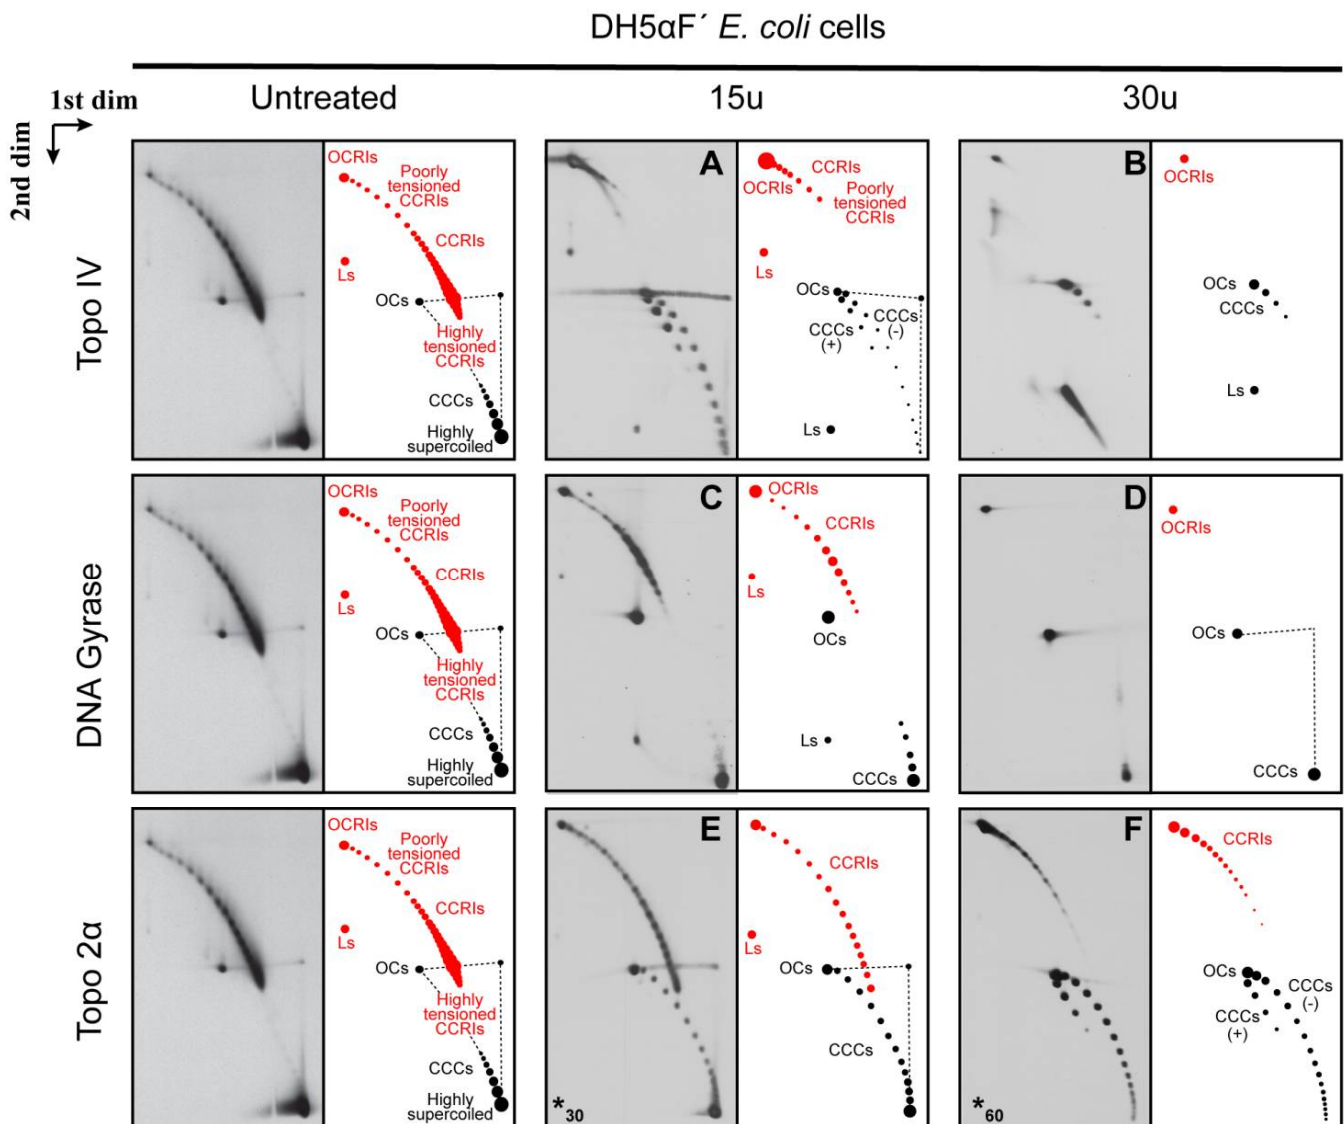 DH5αF´ E. coli cells
Untreated
15u
30u
1st dim
2nd dim
Topo IV
OCRIs
Poorly
tensioned
CCRIs
CCRIs
Ls
OCs
Highly
tensioned
CCRIs
CCCs
Highly
supercoiled
A
CCRIs
OCRIs
Poorly
tensioned
CCRIs
Ls
OCs
CCCs
(-)
CCCs
(+)
Ls
B
OCRIs
OCs
CCCs
Ls
DNA Gyrase
OCRIs
Poorly
tensioned
CCRIs
CCRIs
Ls
OCs
Highly
tensioned
CCRIs
CCCs
Highly
supercoiled
C
OCRIs
CCRIs
Ls
OCs
Ls
CCCs
D
OCRIs
OCs
CCCs
Topo 2α
OCRIs
Poorly
tensioned
CCRIs
CCRIs
Ls
OCs
Highly
tensioned
CCRIs
CCCs
Highly
supercoiled
E
CCRIs
Ls
OCs
CCCs
*30
F
CCRIs
OCs
CCCs
(-)
CCCs
(+)
*60